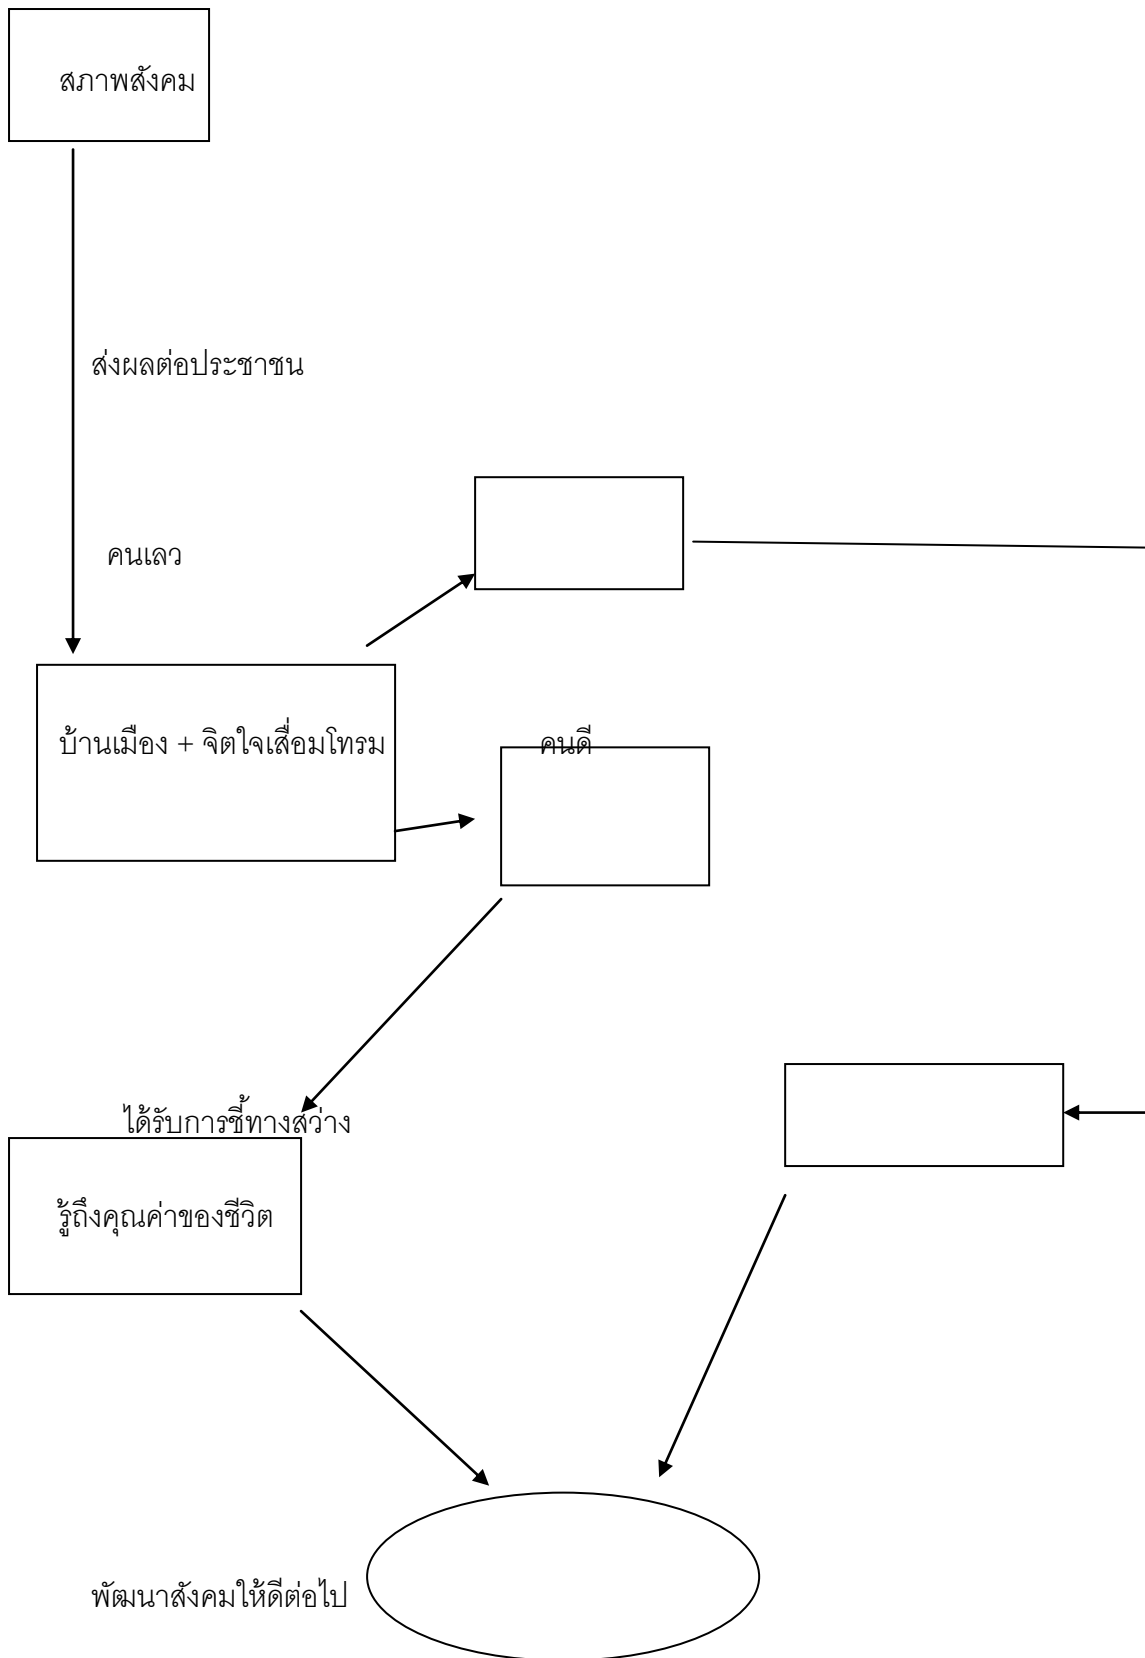 สภาพสังคม
ส่งผลต่อประชาชน
คนเลว
บ้านเมือง + จิตใจเสื่อมโทรม
คนดี
ได้รับการชี้ทางสว่าง
รู้ถึงคุณค่าของชีวิต
พัฒนาสังคมให้ดีต่อไป